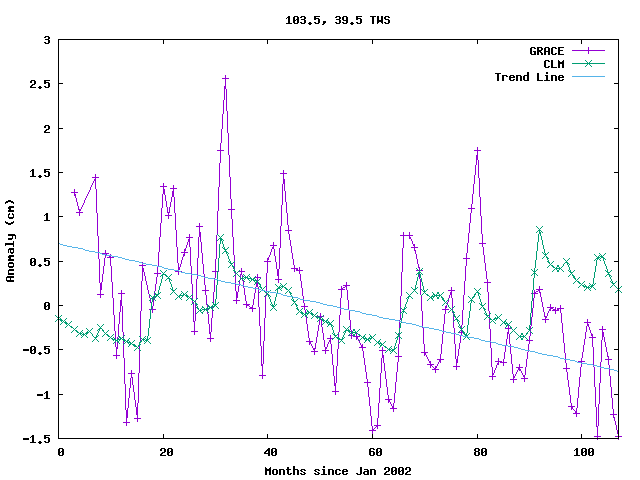 103.5, 39.5 TWS
GRACE
CLM
Trend Line
Anomaly (cm)
3
2.5
2
1.5
1
0.5
0
-0.5
-1
-1.5
0 20 40 60 80 100
Months since Jan 2002